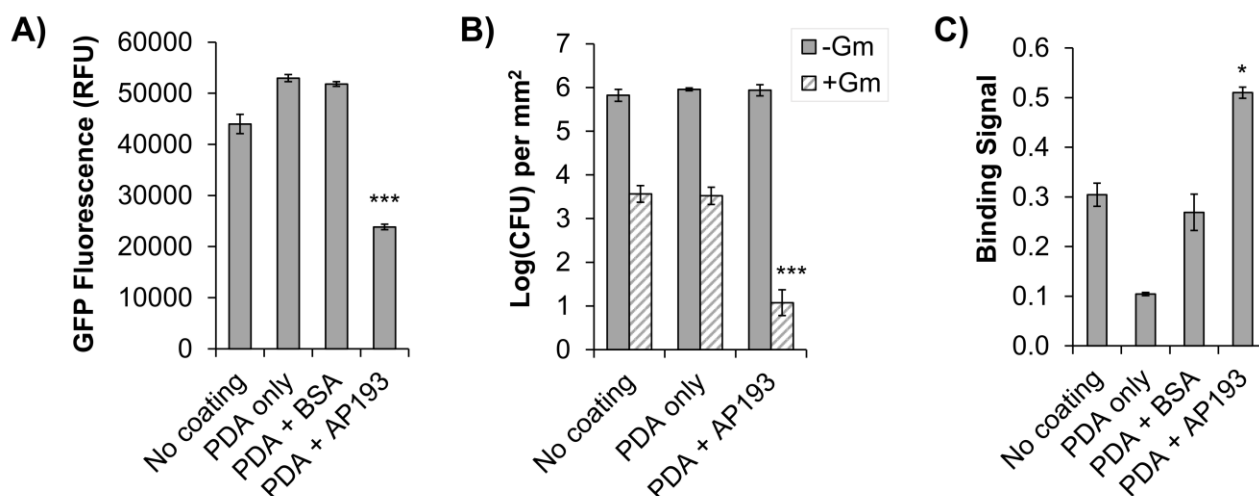 A)
GFP Fluorescence (RFU)
60000
50000
40000
30000
20000
10000
0
***
No coating
PDA only
PDA + BSA
PDA + AP193
B)
Log(CFU) per mm²
7
6
5
4
3
2
1
0
-Gm
+Gm
***
No coating
PDA only
PDA + AP193
C)
Binding Signal
0.6
0.5
0.4
0.3
0.2
0.1
0.0
*
No coating
PDA only
PDA + BSA
PDA + AP193